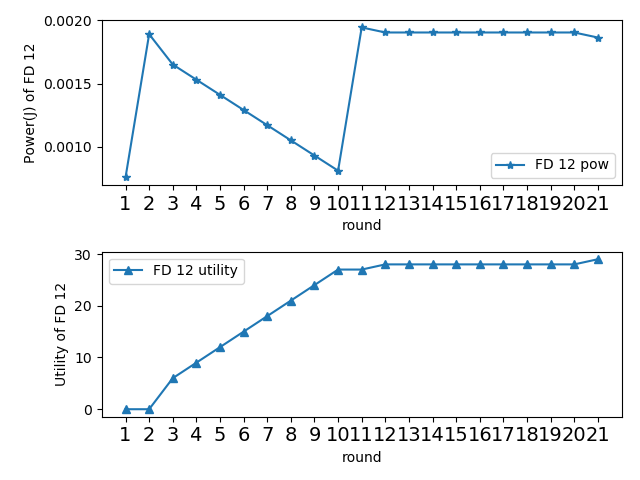 0.0020
0.0015
0.0010
Power(J) of FD 12
FD 12 pow
1 2 3 4 5 6 7 8 9 10 11 12 13 14 15 16 17 18 19 20 21
round
30
20
10
0
Utility of FD 12
FD 12 utility
1 2 3 4 5 6 7 8 9 10 11 12 13 14 15 16 17 18 19 20 21
round